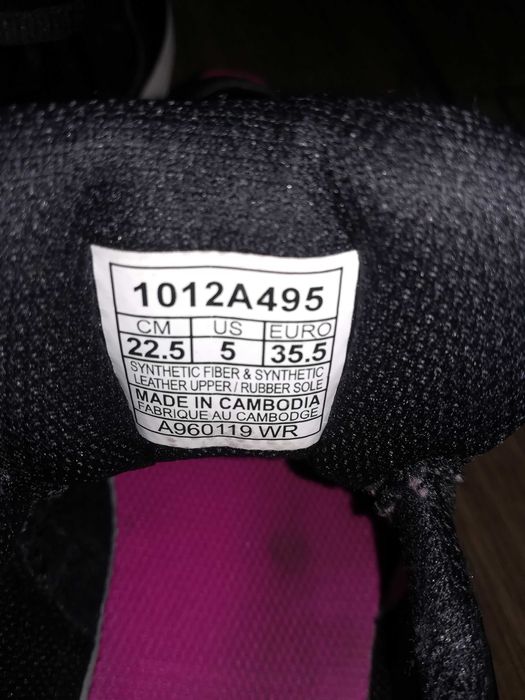 1012A495
CM US EURO
22.5 5 35.5
SYNTHETIC FIBER & SYNTHETIC
LEATHER UPPER / RUBBER SOLE
MADE IN CAMBODIA
FABRIQUE AU CAMBODGE
A960119 WR